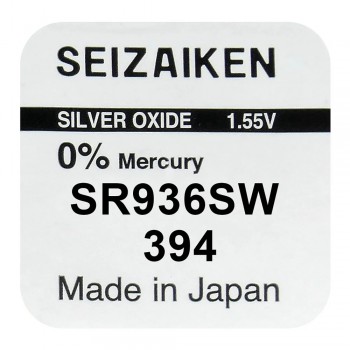 SEIZAIKEN
SILVER OXIDE 1.55V
0% Mercury
SR936SW
394
Made in Japan